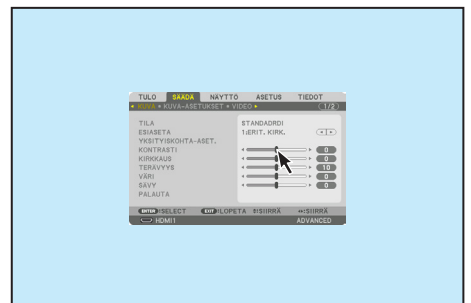 TULO SÄÄDÄ NÄYTTÖ ASETUS TIEDOT
• KUVA • KUVA-ASETUKSET • VIDEO • 1/2
TILA STANDADRDI
ESIASETA 1:ERIT. KIRK.
YKSITYISKOHTA-ASET.
KONTRASTI 0
KIRKKAUS 0
TERÄVYYS 10
VÄRI 0
SÄVY 0
PALAUTA
ENTER:SELECT EXIT:LOPETA ↕:SIIRRÄ ↔:SIIRRÄ
HDMI1 ADVANCED